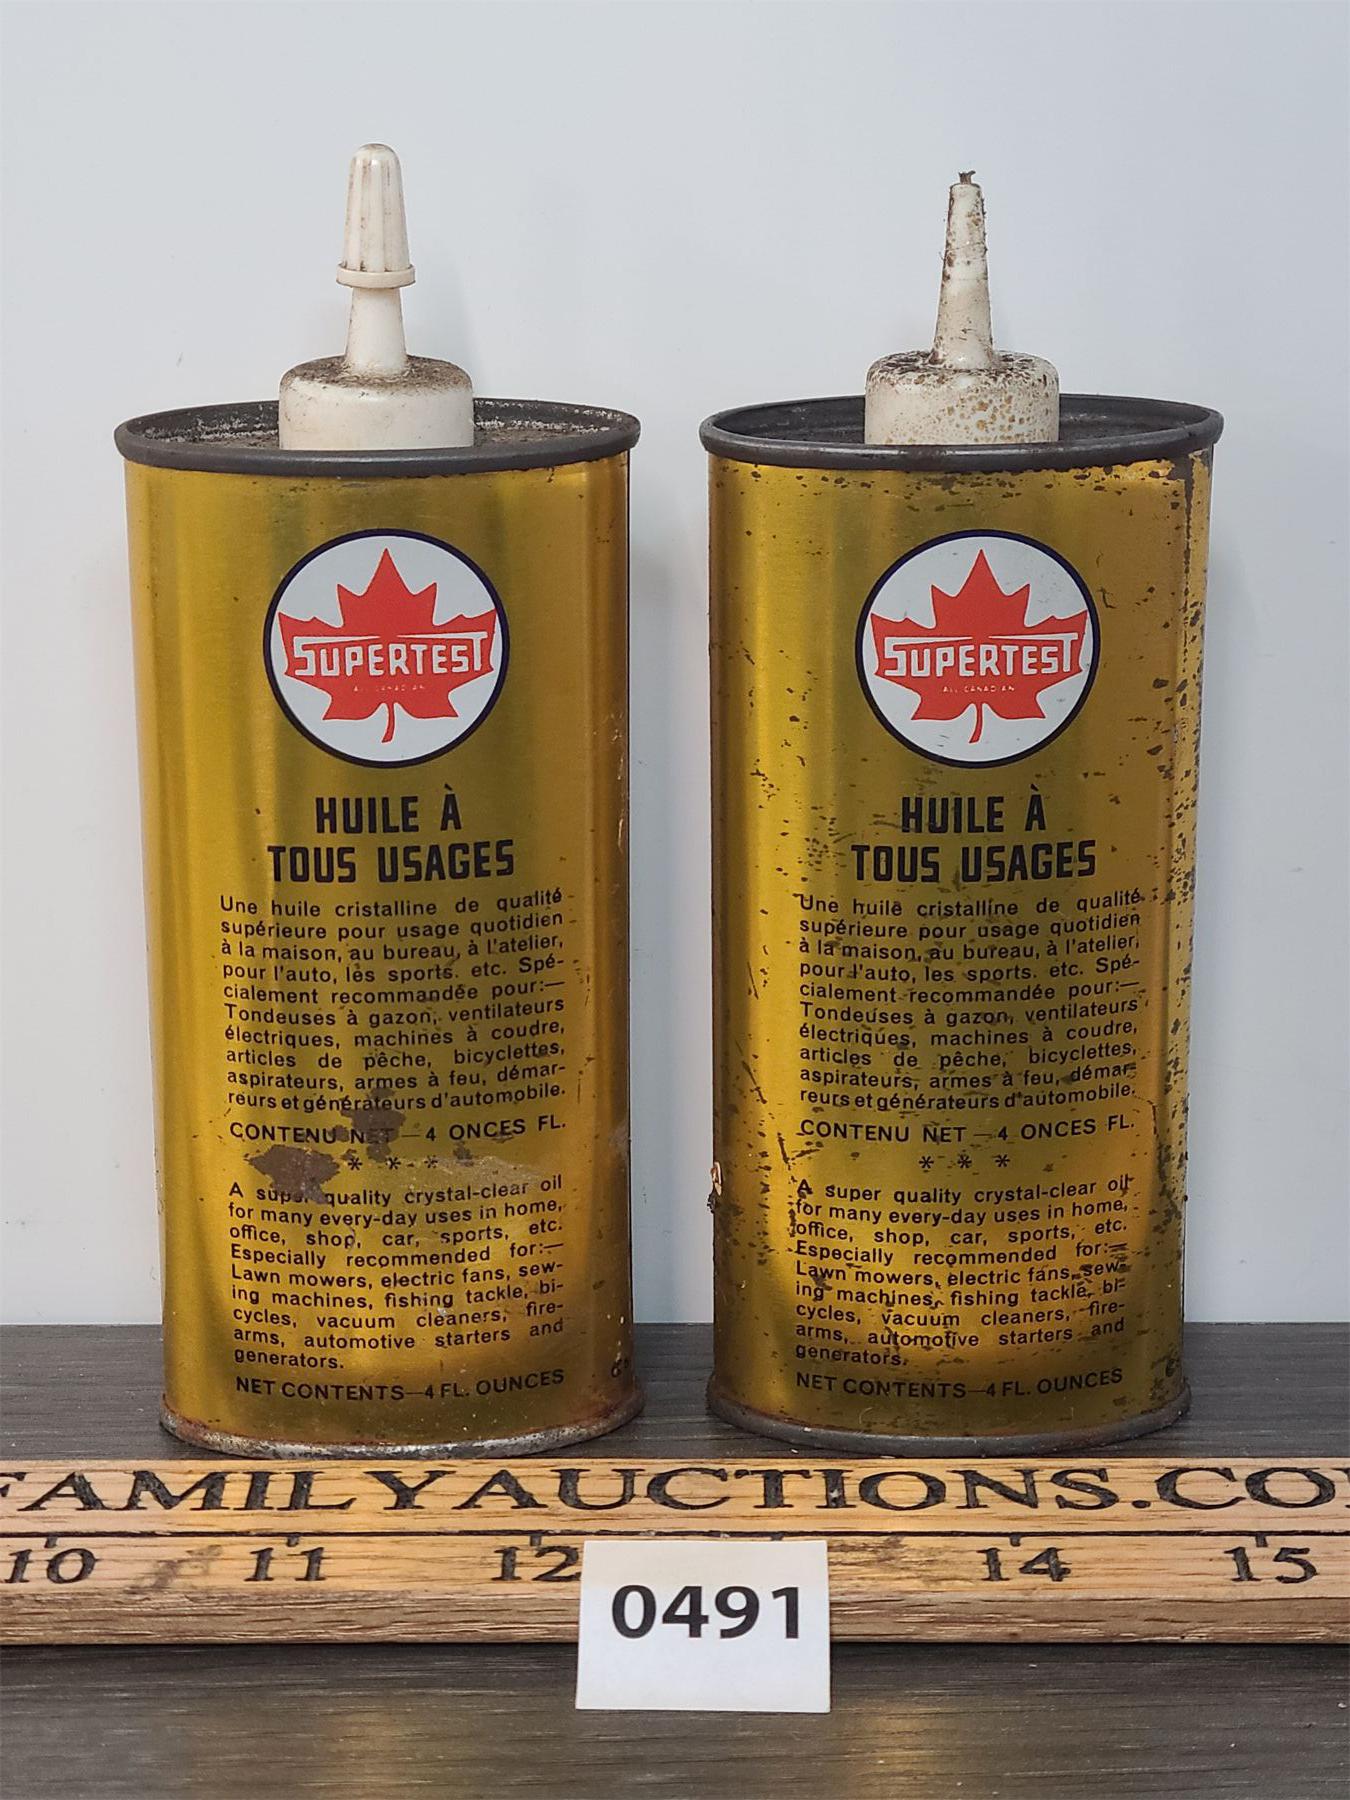 SUPERTEST
ALL CANADIAN
HUILE À
TOUS USAGES
Une huile cristalline de qualité
supérieure pour usage quotidien
à la maison, au bureau, à l'atelier,
pour l'auto, les sports. etc. Spé-
cialement recommandée pour:—
Tondeuses à gazon, ventilateurs
électriques, machines à coudre,
articles de pêche, bicyclettes,
aspirateurs, armes à feu, démar-
reurs et générateurs d'automobile.
CONTENU NET — 4 ONCES FL.
* * *
A super quality crystal-clear oil
for many every-day uses in home,
office, shop, car, sports, etc.
Especially recommended for:—
Lawn mowers, electric fans, sew-
ing machines, fishing tackle, bi-
cycles, vacuum cleaners, fire-
arms, automotive starters and
generators.
NET CONTENTS—4 FL. OUNCES
SUPERTEST
ALL CANADIAN
HUILE À
TOUS USAGES
Une huile cristalline de qualité
supérieure pour usage quotidien
à la maison, au bureau, à l'atelier,
pour l'auto, les sports. etc. Spé-
cialement recommandée pour:—
Tondeuses à gazon, ventilateurs
électriques, machines à coudre,
articles de pêche, bicyclettes,
aspirateurs, armes à feu, démar-
reurs et générateurs d'automobile.
CONTENU NET — 4 ONCES FL.
* * *
A super quality crystal-clear oil
for many every-day uses in home,
office, shop, car, sports, etc.
Especially recommended for:—
Lawn mowers, electric fans, sew-
ing machines, fishing tackle, bi-
cycles, vacuum cleaners, fire-
arms, automotive starters and
generators.
NET CONTENTS—4 FL. OUNCES
FAMILYAUCTIONS.CO
10 11 12 14 15
0491